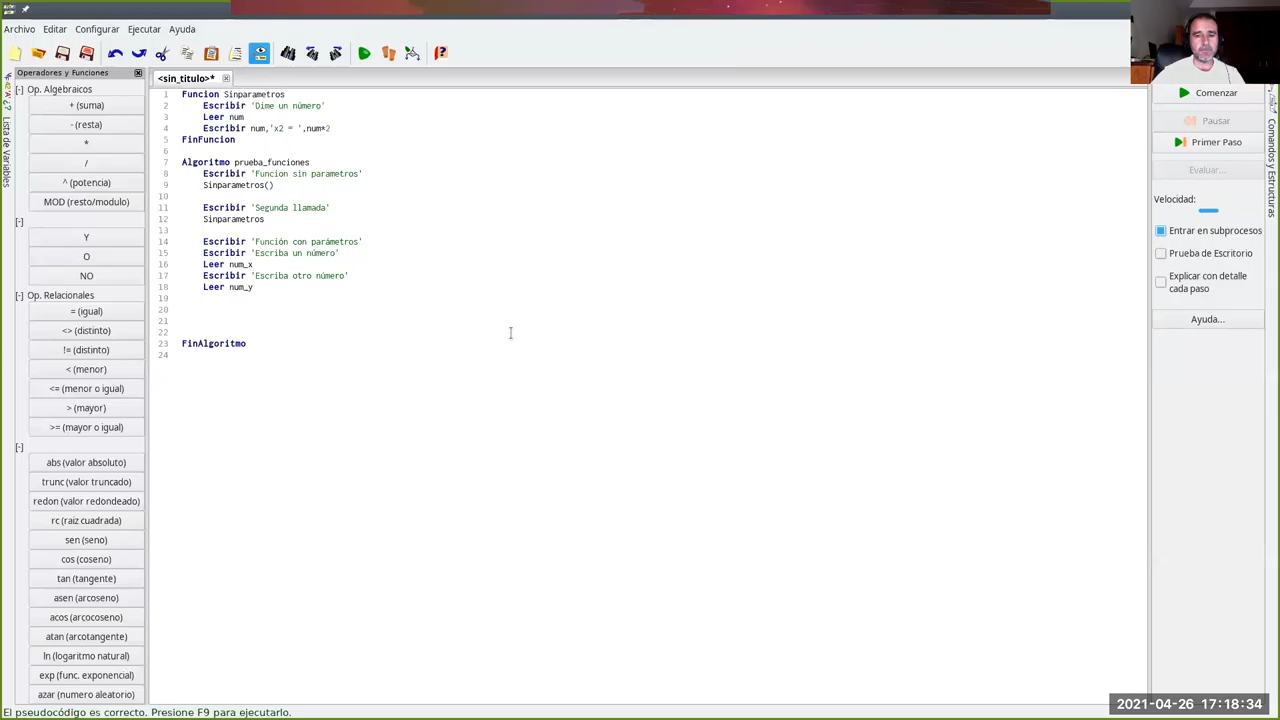 Archivo Editar Configurar Ejecutar Ayuda
Operadores y Funciones
<sin_titulo>*
[-] Op. Algebraicos
+ (suma)
- (resta)
*
/
^ (potencia)
MOD (resto/modulo)
[-]
Y
O
NO
[-] Op. Relacionales
= (igual)
<> (distinto)
!= (distinto)
< (menor)
<= (menor o igual)
> (mayor)
>= (mayor o igual)
[-]
abs (valor absoluto)
trunc (valor truncado)
redon (valor redondeado)
rc (raiz cuadrada)
sen (seno)
cos (coseno)
tan (tangente)
asen (arcoseno)
acos (arcocoseno)
atan (arcotangente)
ln (logaritmo natural)
exp (func. exponencial)
azar (numero aleatorio)
Lista de Variables
1 Funcion Sinparametros
2 Escribir 'Dime un número'
3 Leer num
4 Escribir num,'x2 = ',num*2
5 FinFuncion
6
7 Algoritmo prueba_funciones
8 Escribir 'Funcion sin parametros'
9 Sinparametros()
10
11 Escribir 'Segunda llamada'
12 Sinparametros
13
14 Escribir 'Función con parámetros'
15 Escribir 'Escriba un número'
16 Leer num_x
17 Escribir 'Escriba otro número'
18 Leer num_y
19
20
21
22
23 FinAlgoritmo
24
Comenzar
Pausar
Primer Paso
Evaluar...
Velocidad:
Entrar en subprocesos
Prueba de Escritorio
Explicar con detalle
cada paso
Ayuda...
Comandos y Estructuras
El pseudocódigo es correcto. Presione F9 para ejecutarlo.
2021-04-26 17:18:34